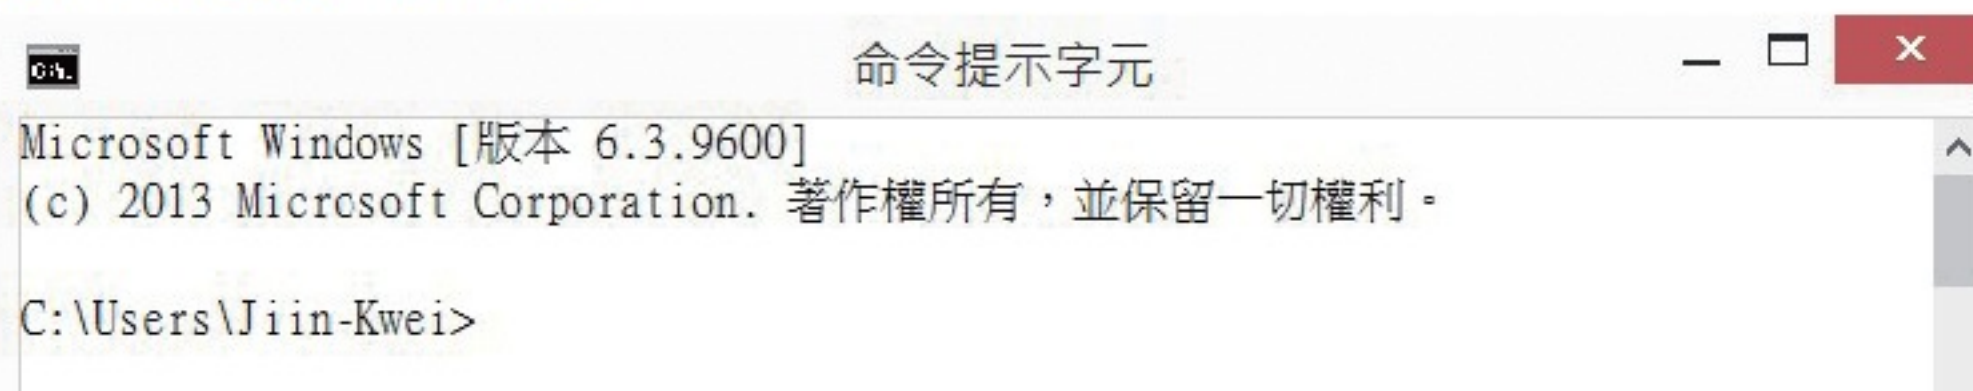 命令提示字元
Microsoft Windows [版本 6.3.9600]
(c) 2013 Microsoft Corporation. 著作權所有，並保留一切權利。
C:\Users\Jiin-Kwei>